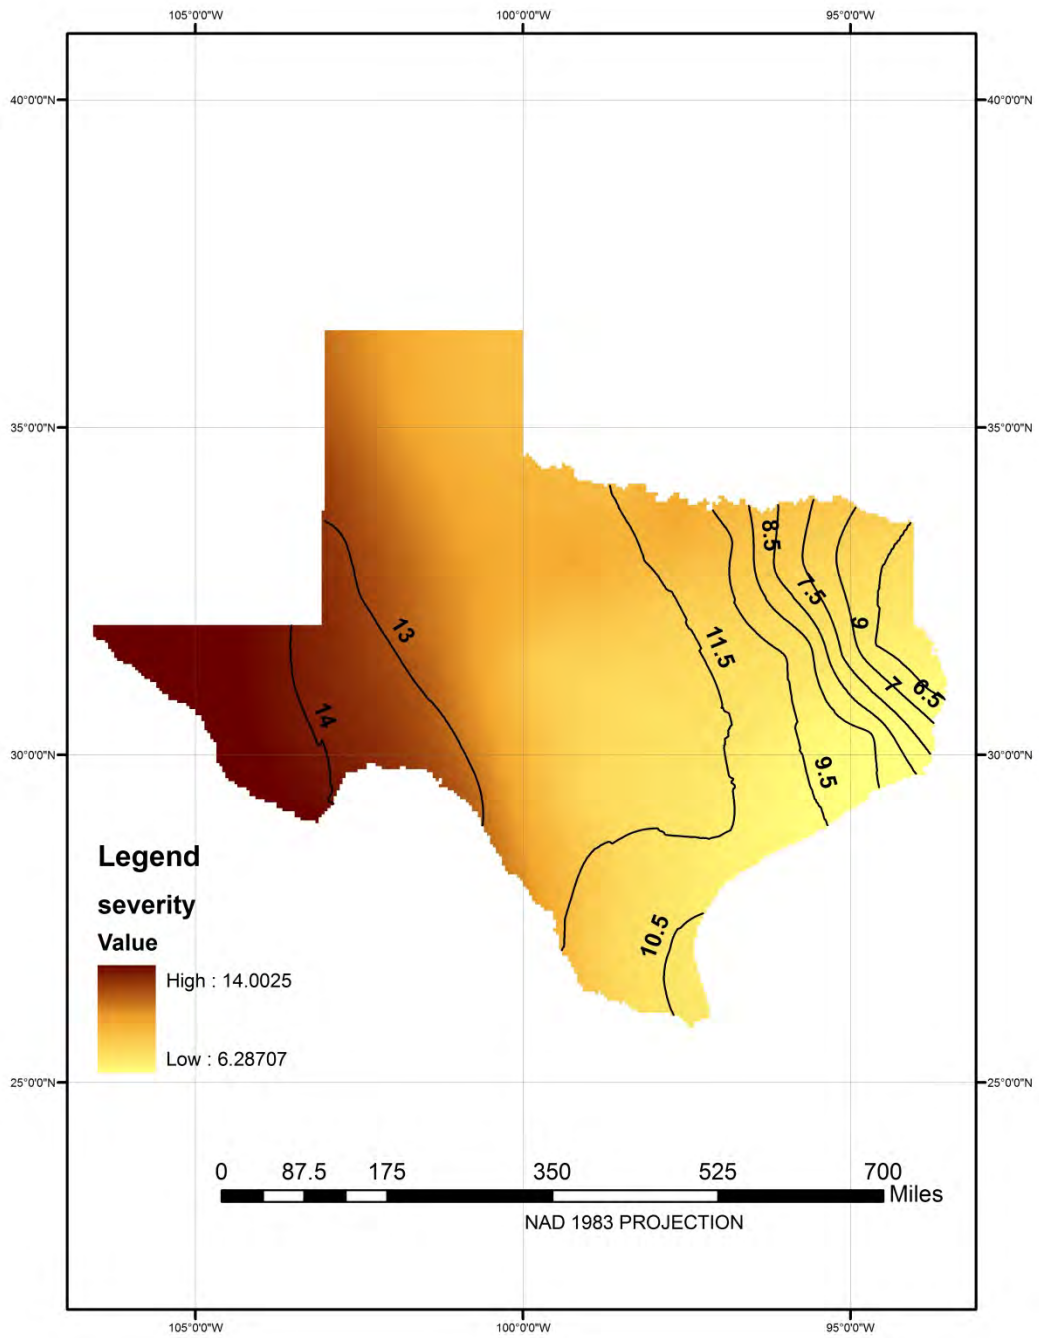 105°0'0"W 100°0'0"W 95°0'0"W
40°0'0"N 40°0'0"N
35°0'0"N 35°0'0"N
8.5
7.5
13 11.5 9
7 6.5
14
30°0'0"N 30°0'0"N
9.5
Legend
severity
10.5
Value
High : 14.0025
Low : 6.28707
25°0'0"N 25°0'0"N
0 87.5 175 350 525 700
Miles
NAD 1983 PROJECTION
105°0'0"W 100°0'0"W 95°0'0"W